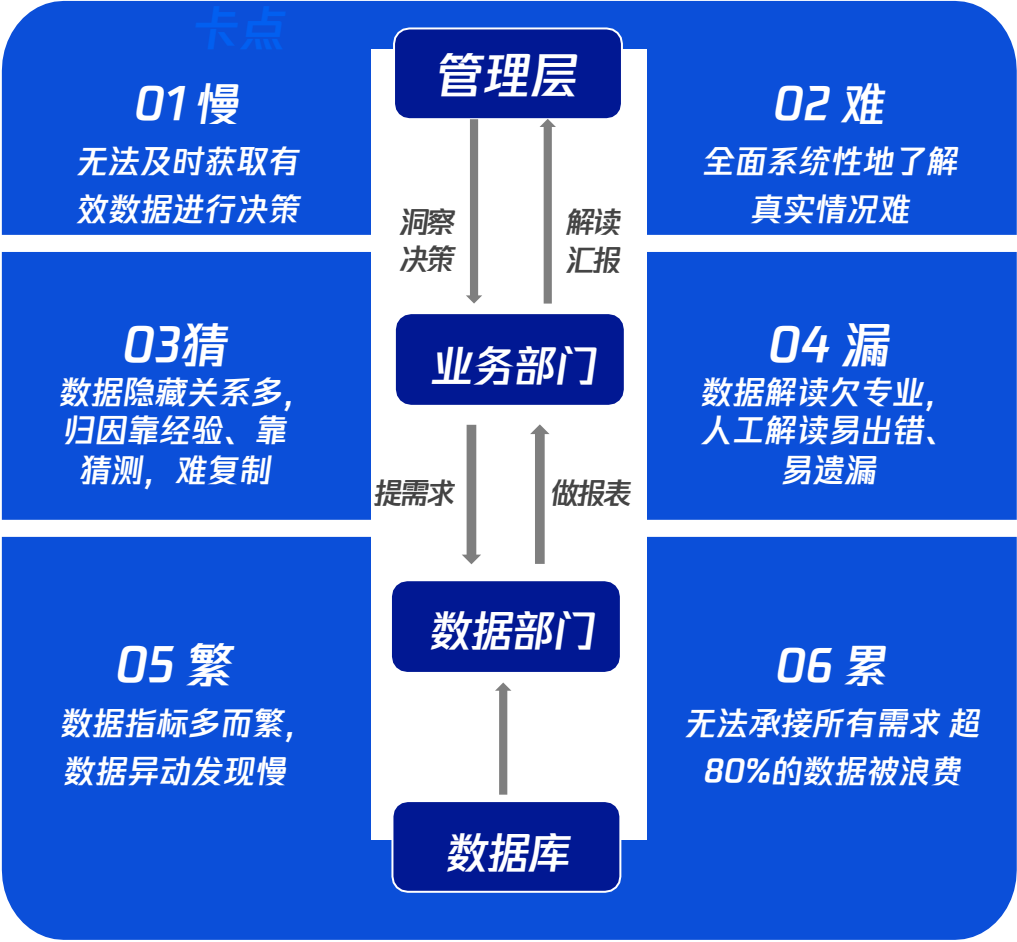 卡点
管理层
01 慢
无法及时获取有
效数据进行决策
02 难
全面系统性地了解
真实情况难
洞察
决策
解读
汇报
业务部门
03猜
数据隐藏关系多，
归因靠经验、靠
猜测，难复制
04 漏
数据解读欠专业，
人工解读易出错、
易遗漏
提需求
做报表
数据部门
05 繁
数据指标多而繁，
数据异动发现慢
06 累
无法承接所有需求 超
80%的数据被浪费
数据库